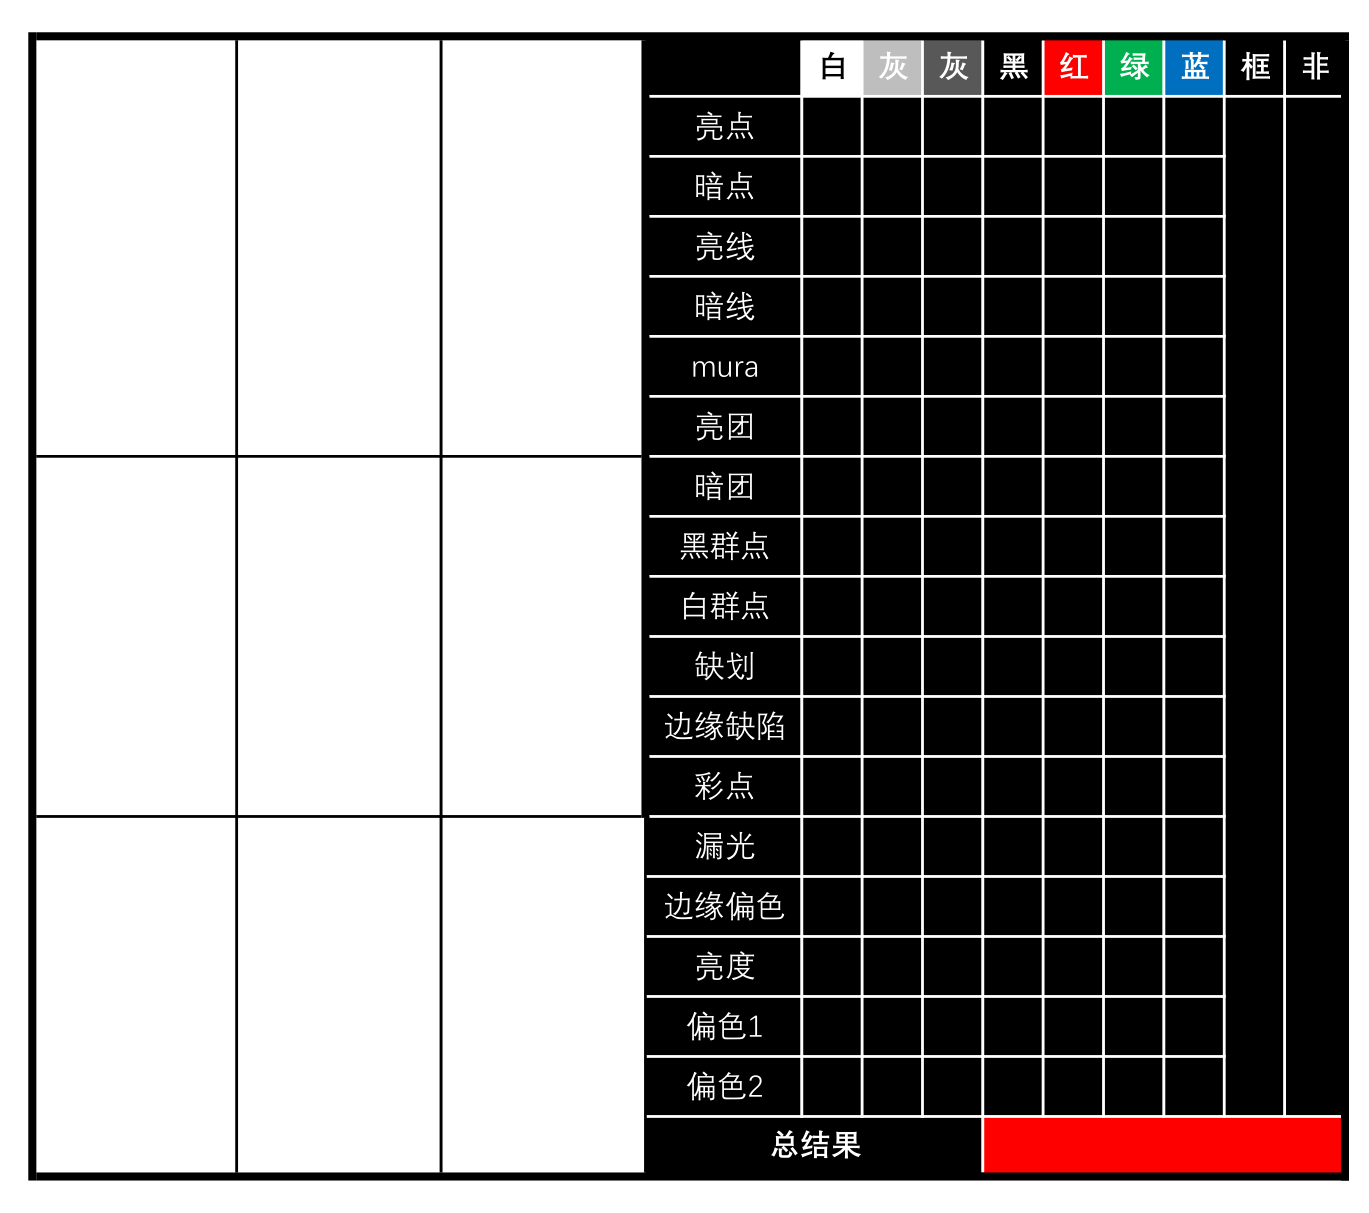 白 灰 灰 黑 红 绿 蓝 框 非
亮点
暗点
亮线
暗线
mura
亮团
暗团
黑群点
白群点
缺划
边缘缺陷
彩点
漏光
边缘偏色
亮度
偏色1
偏色2
总结果